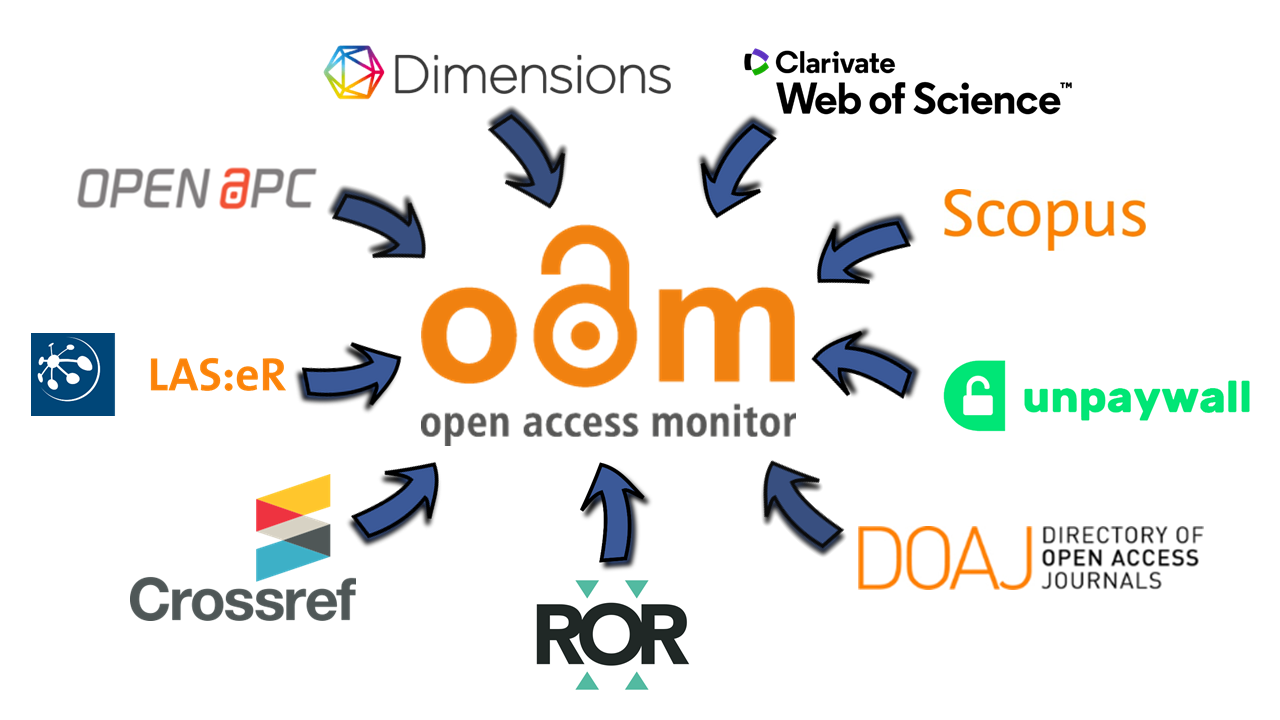 Dimensions
Clarivate
Web of Science™
OPEN aPC
Scopus
oam
open access monitor
LAS:eR
unpaywall
Crossref
DOAJ
DIRECTORY OF
OPEN ACCESS
JOURNALS
ROR